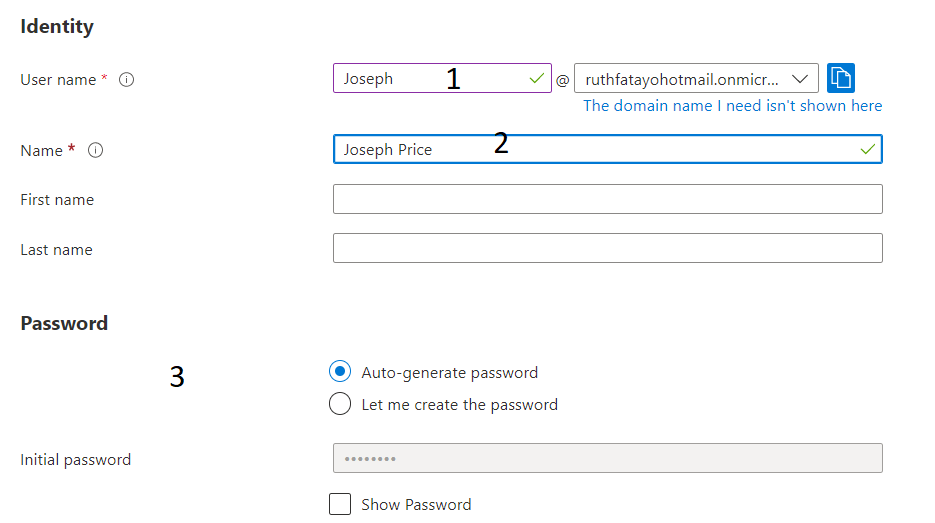 Identity
User name * Joseph 1 @ ruthfatayohotmail.onmicr...
The domain name I need isn't shown here
Name * Joseph Price 2
First name
Last name
Password
3 Auto-generate password
Let me create the password
Initial password ••••••••
Show Password